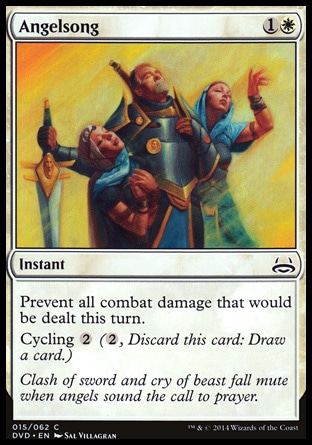 Angelsong 1
Instant
Prevent all combat damage that would
be dealt this turn.
Cycling 2 (2, Discard this card: Draw
a card.)
Clash of sword and cry of beast fall mute
when angels sound the call to prayer.
015/062 C
DVD • EN SAL VILLAGRAN
™ & © 2014 Wizards of the Coast